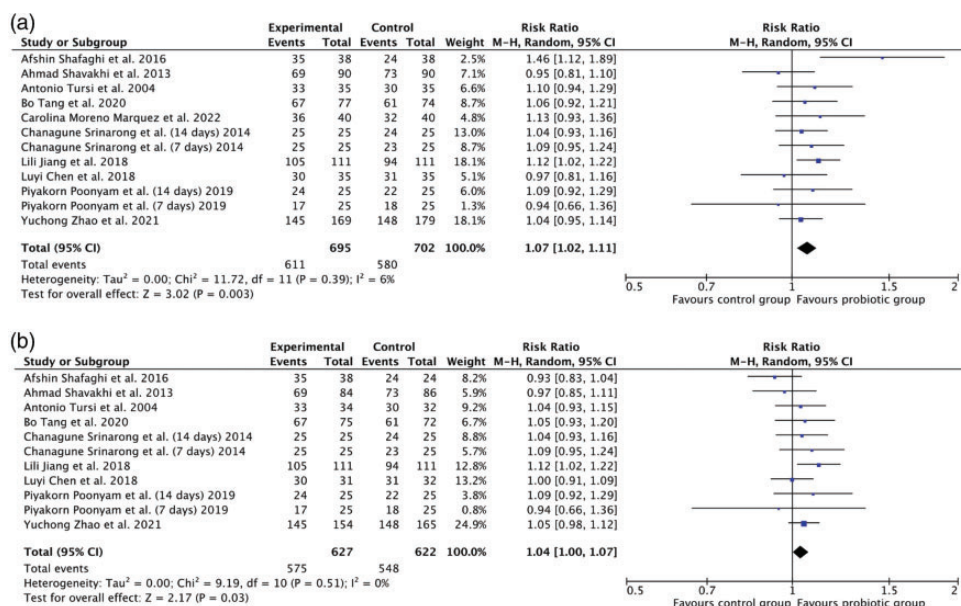 (a)
Experimental Control Risk Ratio Risk Ratio
Study or Subgroup Events Total Events Total Weight M-H, Random, 95% CI M-H, Random, 95% CI
Afshin Shafaghi et al. 2016 35 38 24 38 2.5% 1.46 [1.12, 1.89]
Ahmad Shavakhi et al. 2013 69 90 73 90 7.1% 0.95 [0.81, 1.10]
Antonio Tursi et al. 2004 33 35 30 35 6.6% 1.10 [0.94, 1.29]
Bo Tang et al. 2020 67 77 61 74 8.7% 1.06 [0.92, 1.21]
Carolina Moreno Marquez et al. 2022 36 40 32 40 4.8% 1.13 [0.93, 1.36]
Chanagune Srinarong et al. (14 days) 2014 25 25 24 25 13.0% 1.04 [0.93, 1.16]
Chanagune Srinarong et al. (7 days) 2014 25 25 23 25 8.7% 1.09 [0.95, 1.24]
Lili Jiang et al. 2018 105 111 94 111 18.1% 1.12 [1.02, 1.22]
Luyi Chen et al. 2018 30 35 31 35 5.1% 0.97 [0.81, 1.16]
Piyakorn Poonyam et al. (14 days) 2019 24 25 22 25 6.0% 1.09 [0.92, 1.29]
Piyakorn Poonyam et al. (7 days) 2019 17 25 18 25 1.3% 0.94 [0.66, 1.36]
Yuchong Zhao et al. 2021 145 169 148 179 18.1% 1.04 [0.95, 1.14]
Total (95% CI) 695 702 100.0% 1.07 [1.02, 1.11]
Total events 611 580
Heterogeneity: Tau² = 0.00; Chi² = 11.72, df = 11 (P = 0.39); I² = 6%
Test for overall effect: Z = 3.02 (P = 0.003)
0.5 0.7 1 1.5 2
Favours control group Favours probiotic group
(b)
Experimental Control Risk Ratio Risk Ratio
Study or Subgroup Events Total Events Total Weight M-H, Random, 95% CI M-H, Random, 95% CI
Afshin Shafaghi et al. 2016 35 38 24 24 8.2% 0.93 [0.83, 1.04]
Ahmad Shavakhi et al. 2013 69 84 73 86 5.9% 0.97 [0.85, 1.11]
Antonio Tursi et al. 2004 33 34 30 32 9.2% 1.04 [0.93, 1.15]
Bo Tang et al. 2020 67 75 61 72 6.7% 1.05 [0.93, 1.20]
Chanagune Srinarong et al. (14 days) 2014 25 25 24 25 8.8% 1.04 [0.93, 1.16]
Chanagune Srinarong et al. (7 days) 2014 25 25 23 25 5.9% 1.09 [0.95, 1.24]
Lili Jiang et al. 2018 105 111 94 111 12.8% 1.12 [1.02, 1.22]
Luyi Chen et al. 2018 30 31 31 32 13.2% 1.00 [0.91, 1.09]
Piyakorn Poonyam et al. (14 days) 2019 24 25 22 25 3.8% 1.09 [0.92, 1.29]
Piyakorn Poonyam et al. (7 days) 2019 17 25 18 25 0.8% 0.94 [0.66, 1.36]
Yuchong Zhao et al. 2021 145 154 148 165 24.9% 1.05 [0.98, 1.12]
Total (95% CI) 627 622 100.0% 1.04 [1.00, 1.07]
Total events 575 548
Heterogeneity: Tau² = 0.00; Chi² = 9.19, df = 10 (P = 0.51); I² = 0%
Test for overall effect: Z = 2.17 (P = 0.03)
0.5 0.7 1 1.5 2
Favours control group Favours probiotic group